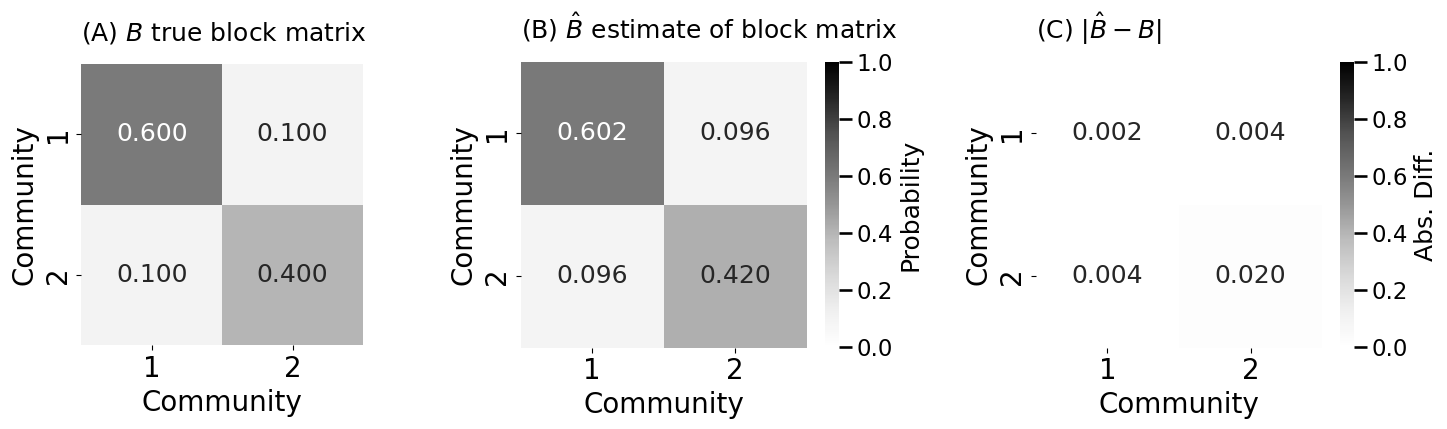 (A) B true block matrix
Community
1
2
0.600 0.100
0.100 0.400
1 2
Community
(B) B̂ estimate of block matrix
Community
1
2
0.602 0.096
0.096 0.420
1 2
Community
1.0
0.8
0.6
0.4
0.2
0.0
Probability
(C) |B̂ − B|
Community
1
2
0.002 0.004
0.004 0.020
1 2
Community
1.0
0.8
0.6
0.4
0.2
0.0
Abs. Diff.